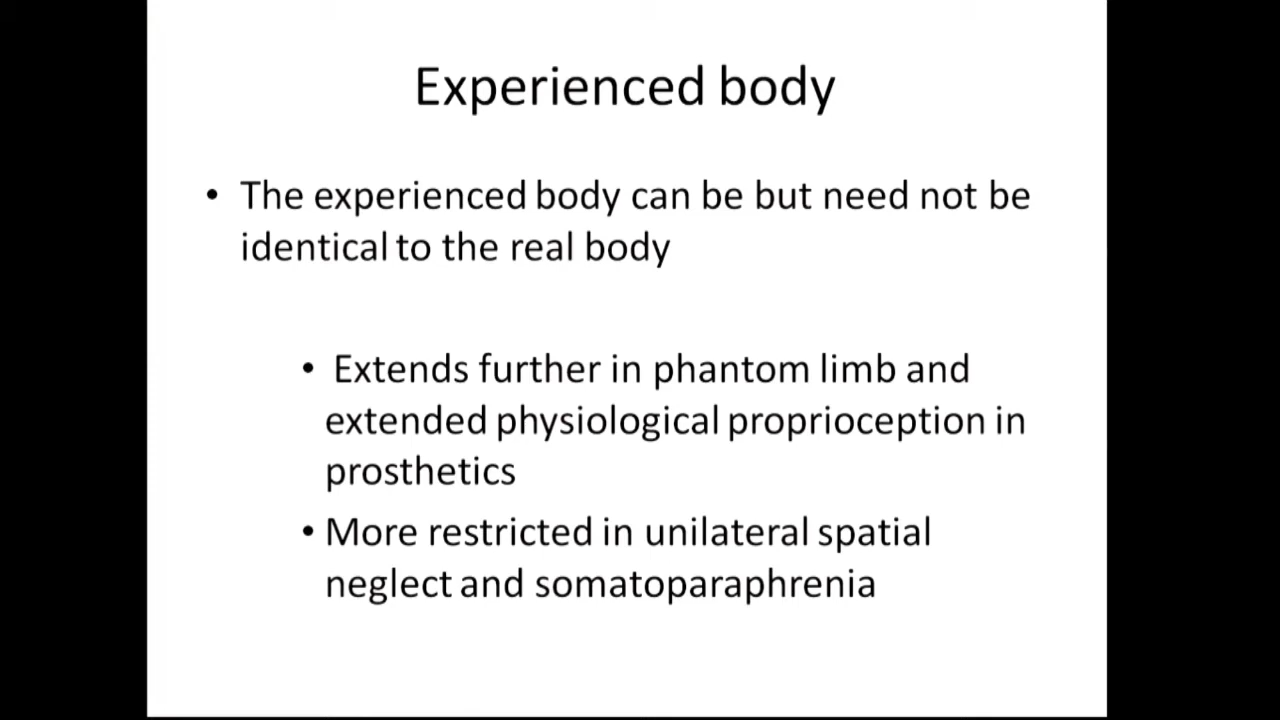 Experienced body
• The experienced body can be but need not be
identical to the real body
• Extends further in phantom limb and
extended physiological proprioception in
prosthetics
• More restricted in unilateral spatial
neglect and somatoparaphrenia